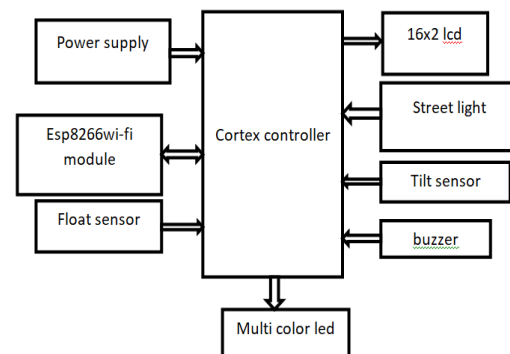 Power supply
16x2 lcd
Street light
Esp8266wi-fi
module
Cortex controller
Tilt sensor
Float sensor
buzzer
Multi color led